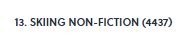 13. SKIING NON-FICTION (4437)